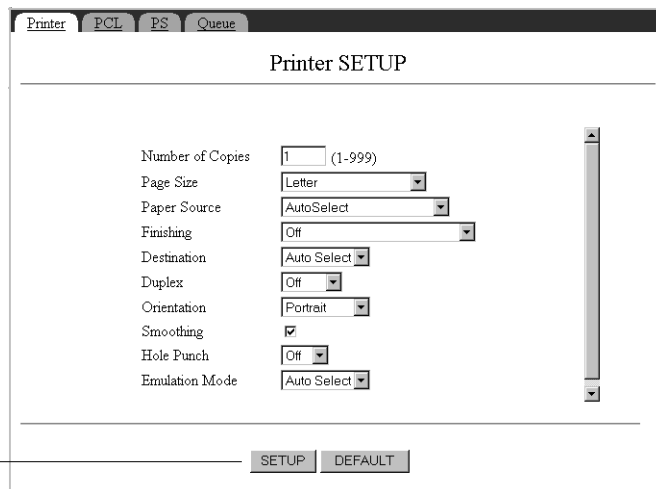 Printer PCL PS Queue
Printer SETUP
Number of Copies 1 (1-999)
Page Size Letter
Paper Source AutoSelect
Finishing Off
Destination Auto Select
Duplex Off
Orientation Portrait
Smoothing
Hole Punch Off
Emulation Mode Auto Select
SETUP DEFAULT